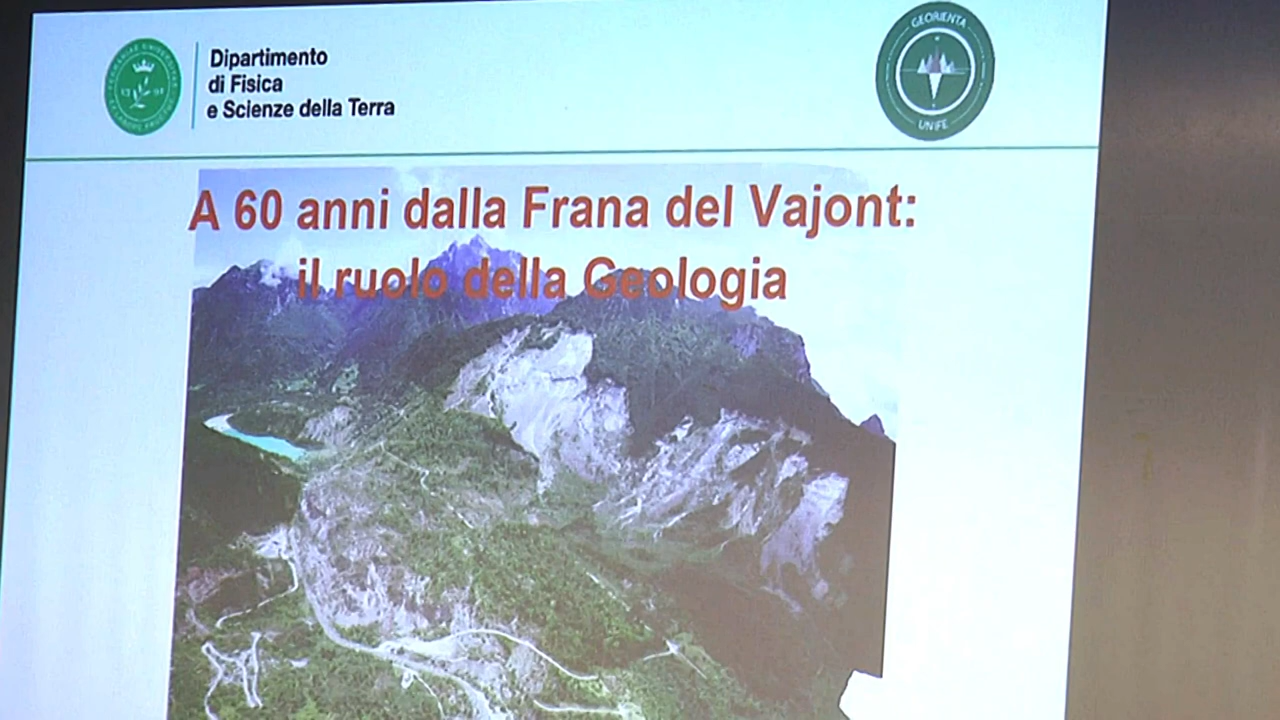 Dipartimento
di Fisica
e Scienze della Terra
GEORIENTA
UNIFE
A 60 anni dalla Frana del Vajont:
il ruolo della Geologia